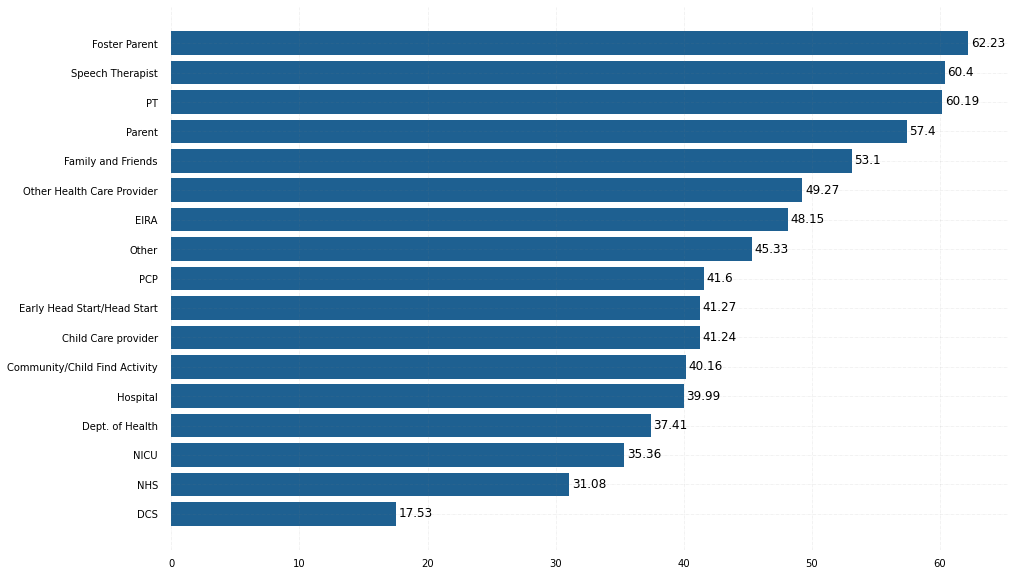 Foster Parent 62.23
Speech Therapist 60.4
PT 60.19
Parent 57.4
Family and Friends 53.1
Other Health Care Provider 49.27
EIRA 48.15
Other 45.33
PCP 41.6
Early Head Start/Head Start 41.27
Child Care provider 41.24
Community/Child Find Activity 40.16
Hospital 39.99
Dept. of Health 37.41
NICU 35.36
NHS 31.08
DCS 17.53
0 10 20 30 40 50 60